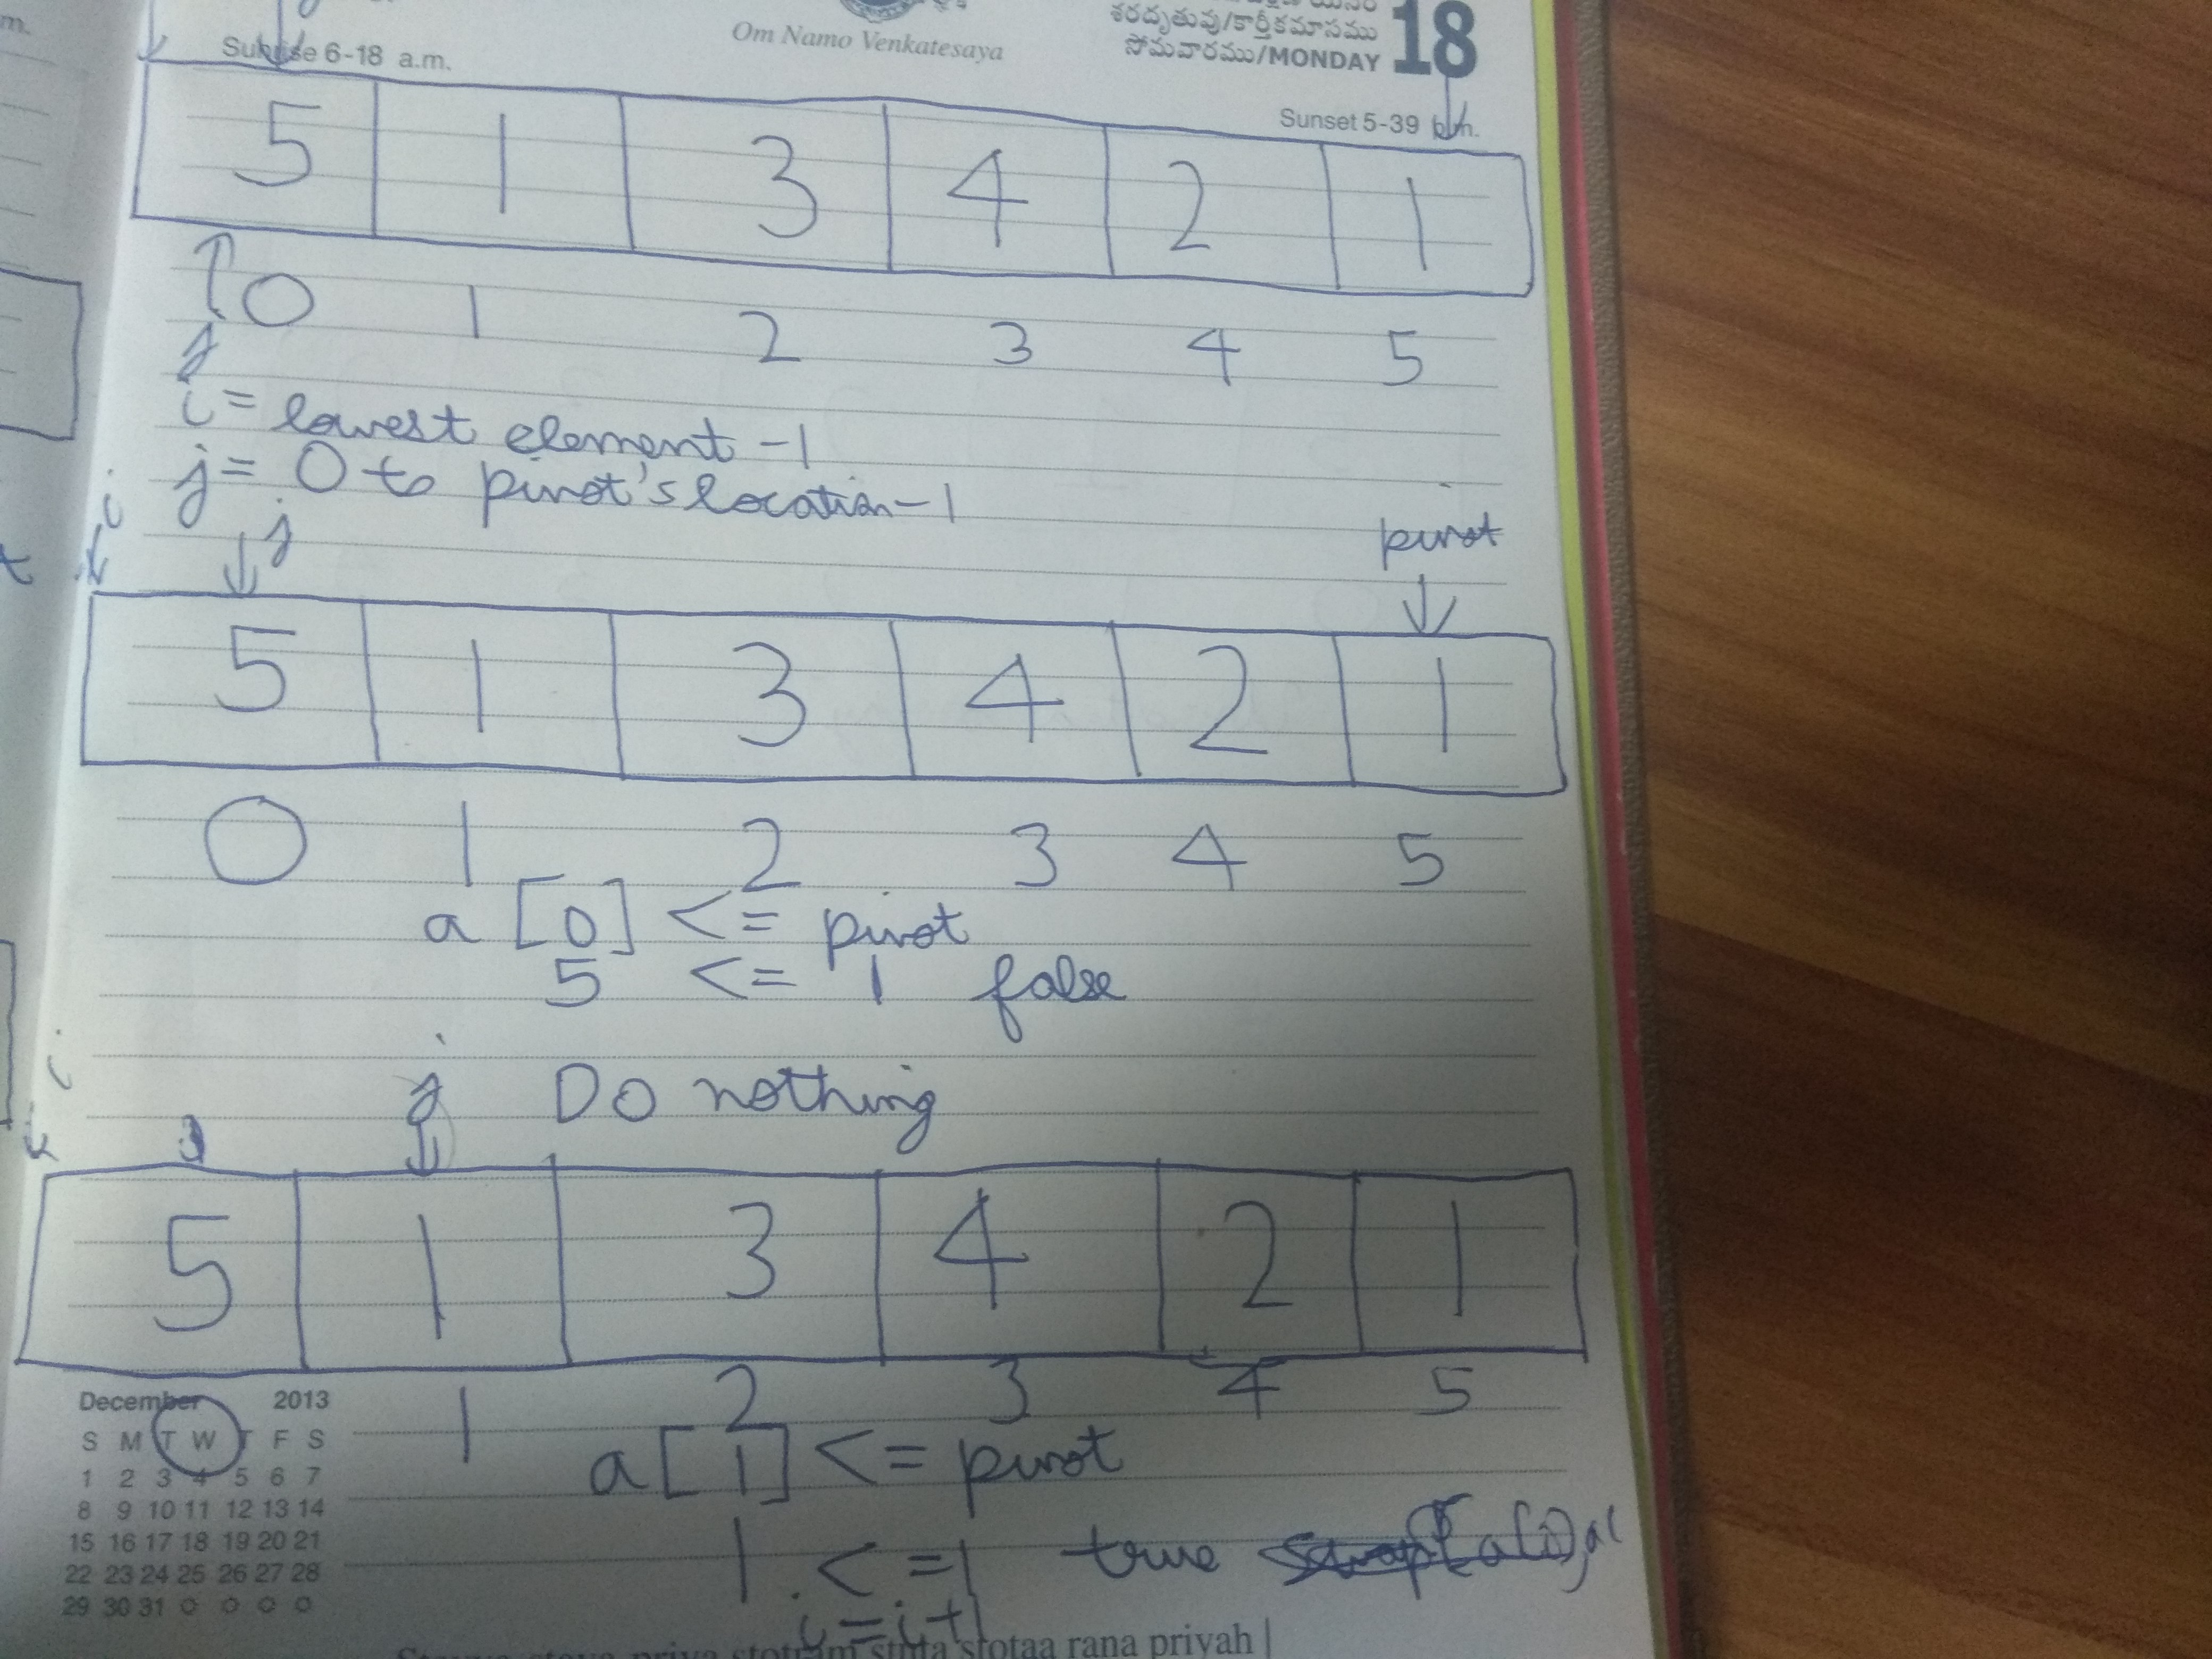 m.
Om Namo Venkatesaya
శరదృతువు/కార్తీకమాసము
సోమవారము/MONDAY 18
Sunrise 6-18 a.m.
Sunset 5-39 p.m.
5 1 3 4 2 1
0 1 2 3 4 5
j
i = lowest element -1
j = 0 to pivot's location-1
i j pivot
5 1 3 4 2 1
0 1 2 3 4 5
a [0] <= pivot
5 <= 1 false
i j Do nothing
5 1 3 4 2 1
1 2 3 4 5
a [1] <= pivot
1 <= 1 true
i = i+1
December 2013
S M T W T F S
1 2 3 4 5 6 7
8 9 10 11 12 13 14
15 16 17 18 19 20 21
22 23 24 25 26 27 28
29 30 31
stotaa rana priyah |